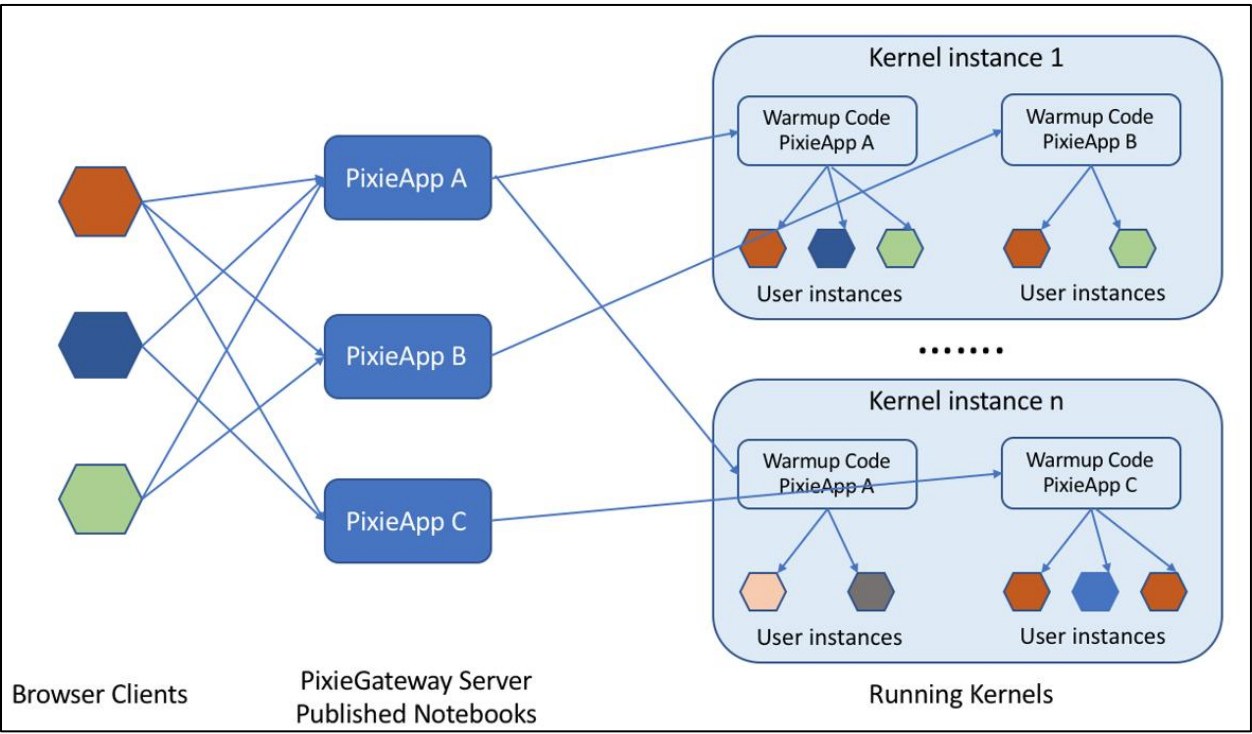 Kernel instance 1
Warmup Code
PixieApp A
Warmup Code
PixieApp B
User instances
User instances
PixieApp A
PixieApp B
PixieApp C
.......
Kernel instance n
Warmup Code
PixieApp A
Warmup Code
PixieApp C
User instances
User instances
Browser Clients
PixieGateway Server
Published Notebooks
Running Kernels